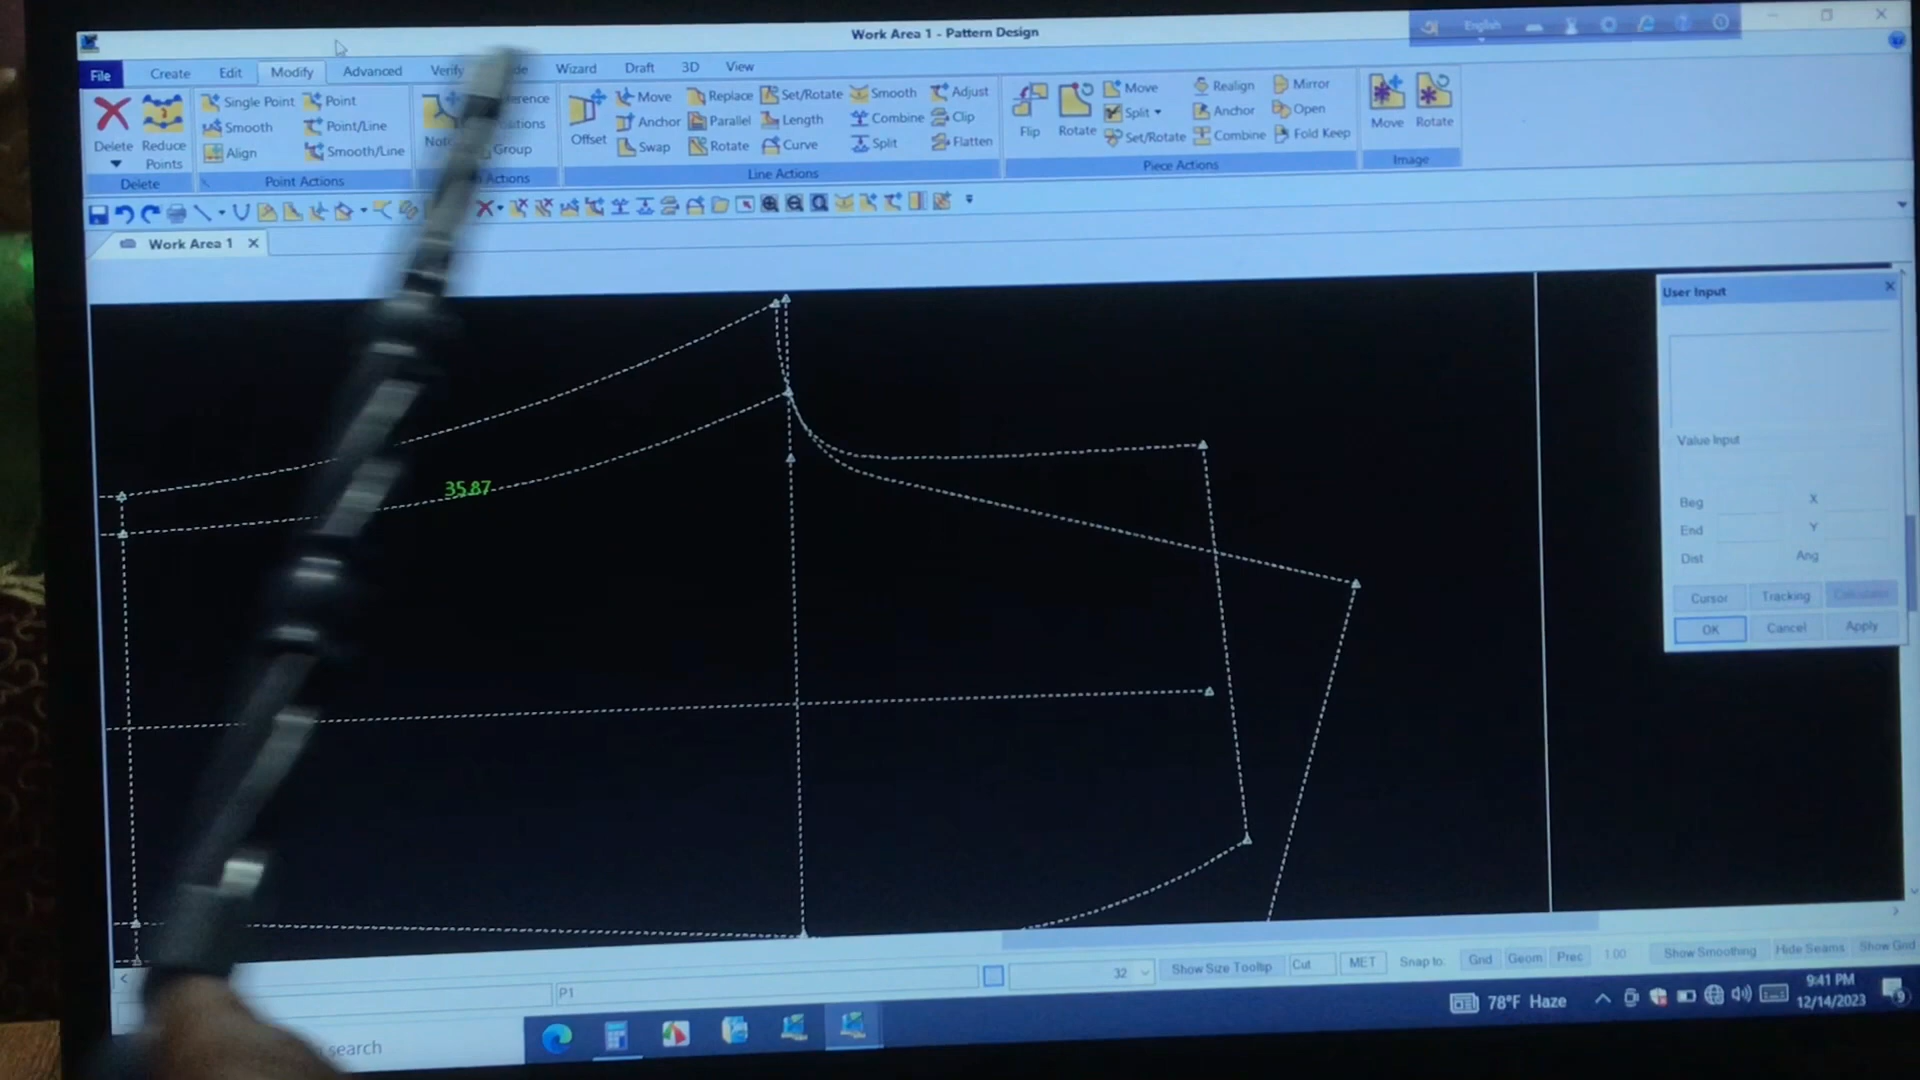 Work Area 1 - Pattern Design
English
File Create Edit Modify Advanced Verify Wizard Draft 3D View
Single Point Point
Smooth Point/Line
Align Smooth/Line
Delete Reduce Points
Group
Offset
Move Replace Set/Rotate Smooth Adjust
Anchor Parallel Length Combine Clip
Swap Rotate Curve Split Flatten
Flip Rotate
Move Realign Mirror
Split Anchor Open
Set/Rotate Combine Fold Keep
Move Rotate
Delete Point Actions Actions Line Actions Piece Actions Image
Work Area 1
User Input
35.87
Value Input
Beg X
End Y
Dist Ang
Cursor Tracking
OK Cancel Apply
32 Show Size Tooltip Cut MET Snap to: Grid Geom Prec 1.00 Show Smoothing Hide Seams Show Grid
P1
search
78°F Haze
9:41 PM
12/14/2023
9